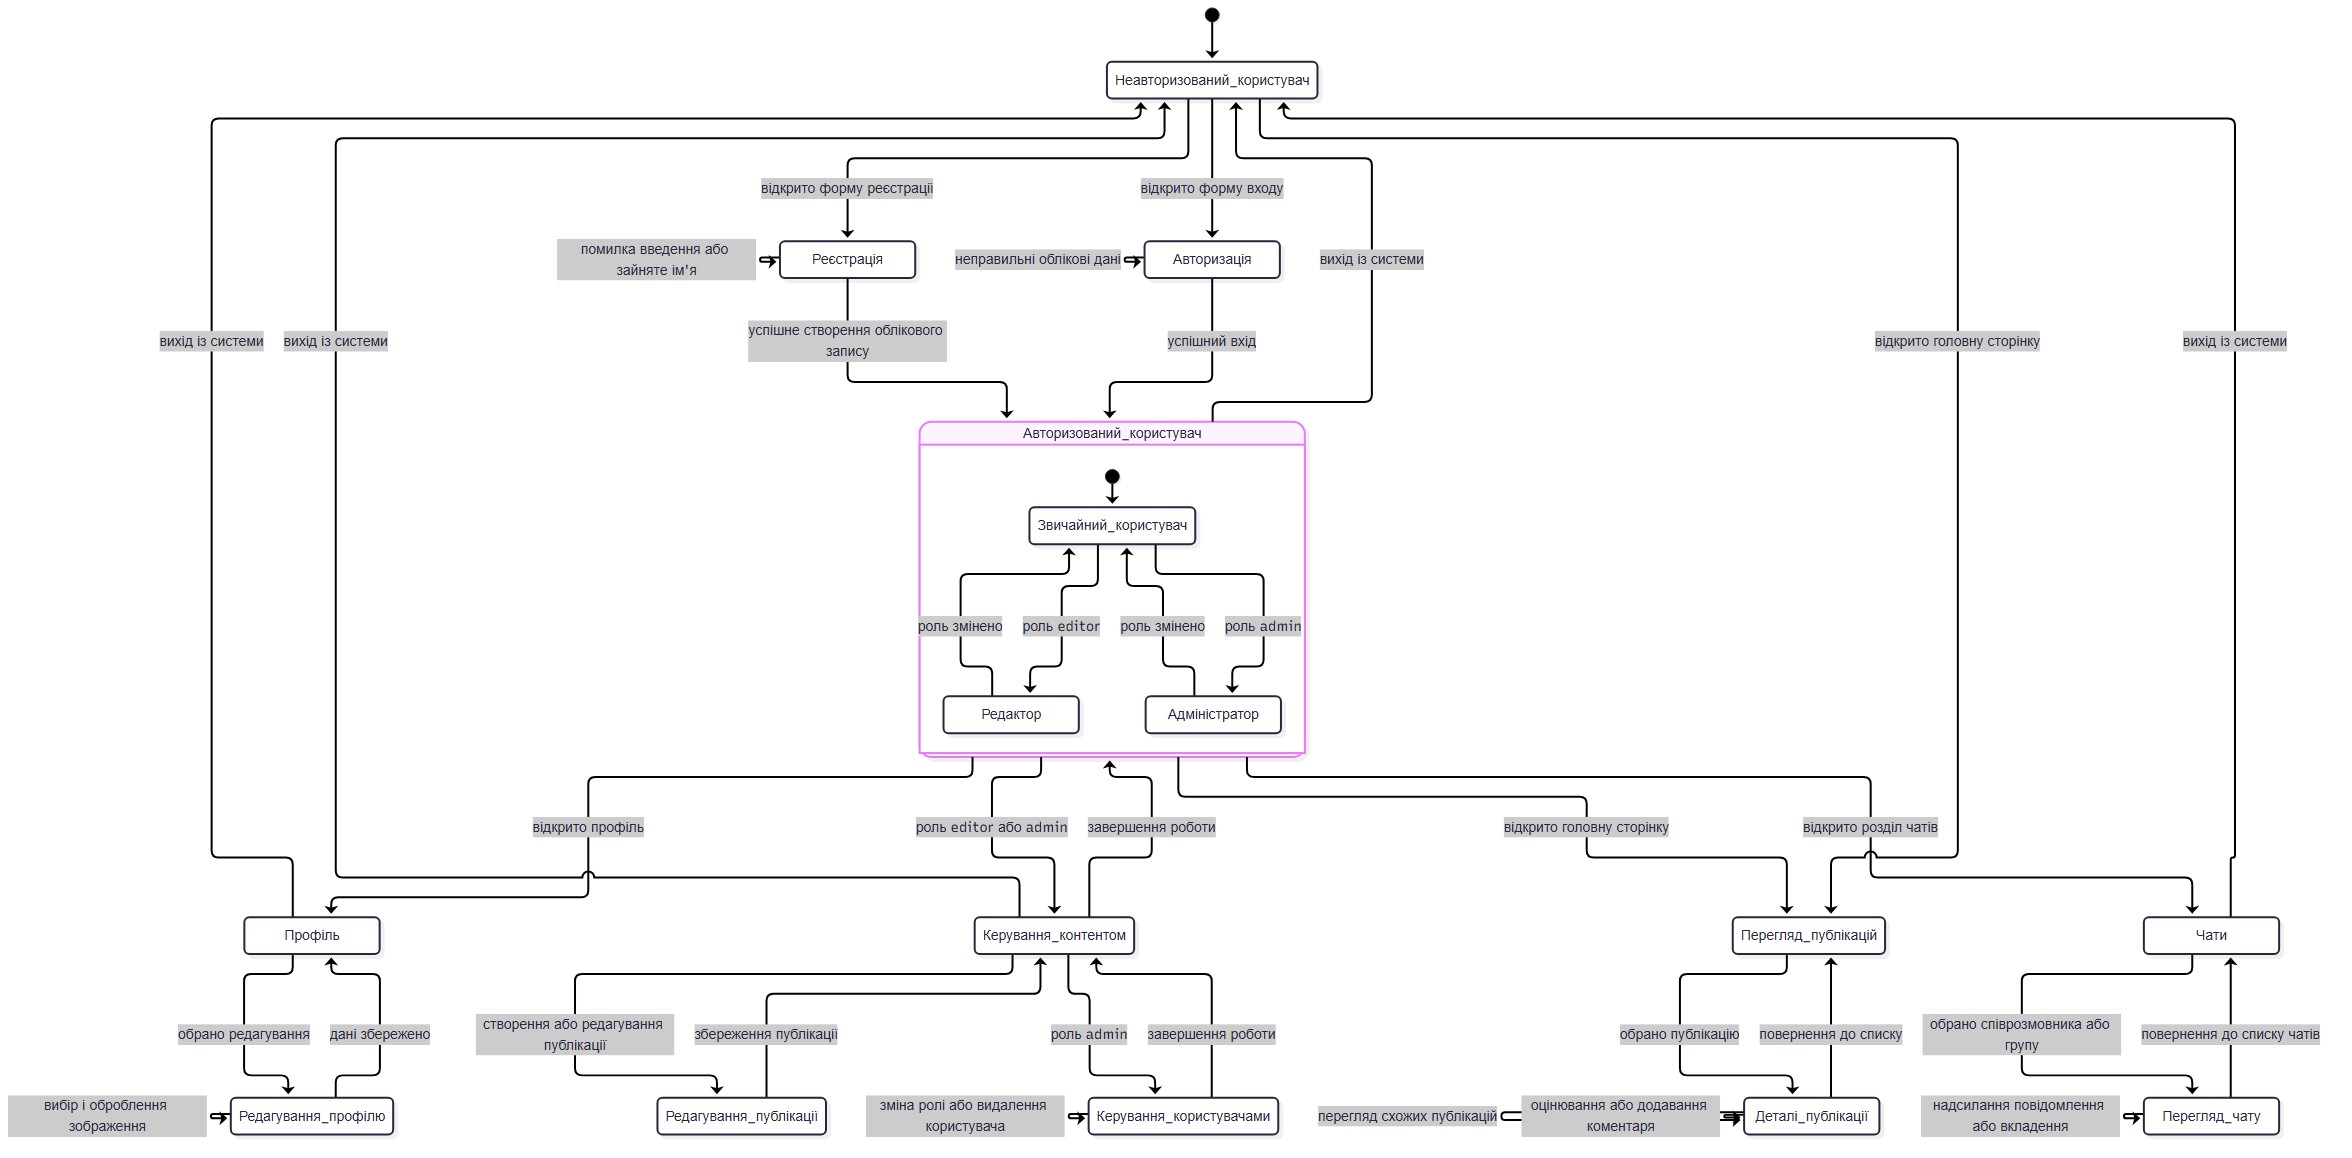 Неавторизований_користувач
відкрито форму реєстрації
відкрито форму входу
помилка введення або
зайняте ім'я
Реєстрація
неправильні облікові дані
Авторизація
вихід із системи
вихід із системи
вихід із системи
успішне створення облікового
запису
успішний вхід
відкрито головну сторінку
вихід із системи
Авторизований_користувач
Звичайний_користувач
роль змінено
роль editor
роль змінено
роль admin
Редактор
Адміністратор
відкрито профіль
роль editor або admin
завершення роботи
відкрито головну сторінку
відкрито розділ чатів
Профіль
Керування_контентом
Перегляд_публікацій
Чати
обрано редагування
дані збережено
створення або редагування
публікації
збереження публікації
роль admin
завершення роботи
обрано публікацію
повернення до списку
обрано співрозмовника або
групу
повернення до списку чатів
вибір і оброблення
зображення
Редагування_профілю
Редагування_публікації
зміна ролі або видалення
користувача
Керування_користувачами
перегляд схожих публікацій
оцінювання або додавання
коментаря
Деталі_публікації
надсилання повідомлення
або вкладення
Перегляд_чату